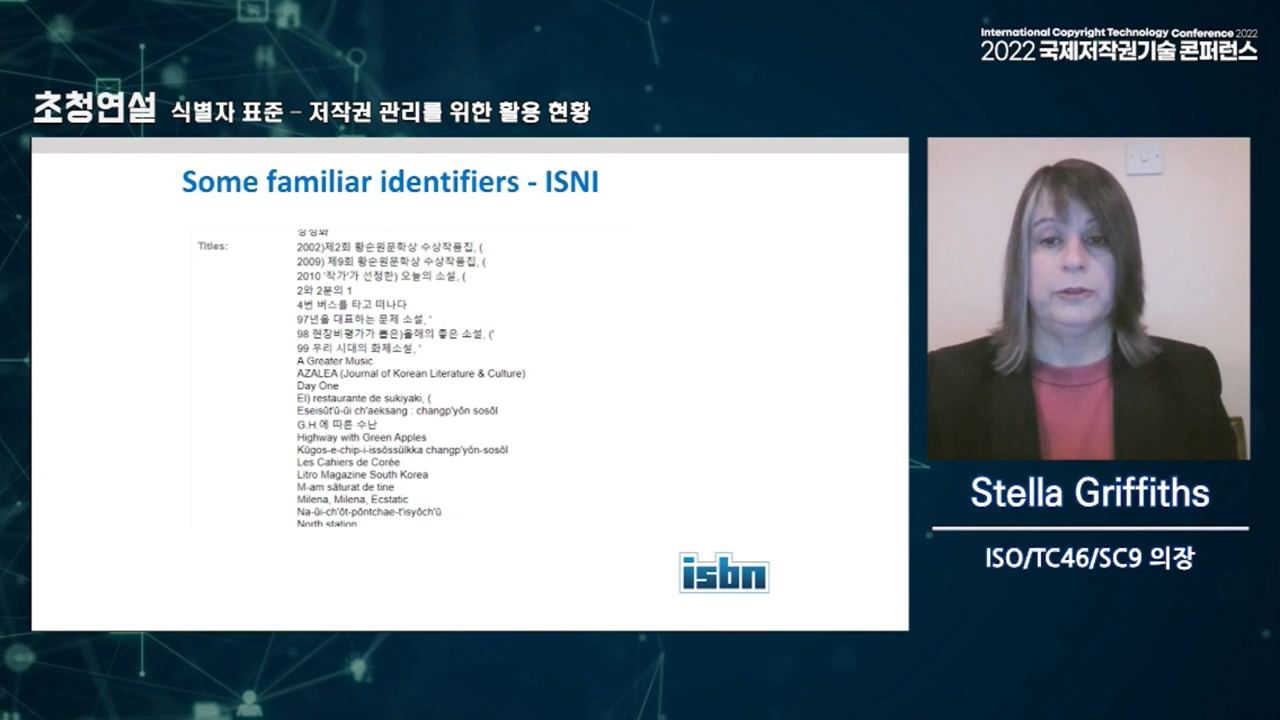 International Copyright Technology Conference 2022
2022 국제저작권기술 콘퍼런스
초청연설 식별자 표준 – 저작권 관리를 위한 활용 현황
Some familiar identifiers - ISNI
Titles:
2002)제2회 황순원문학상 수상작품집, (
2009) 제9회 황순원문학상 수상작품집, (
2010 '작가'가 선정한) 오늘의 소설, (
2와 2분의 1
4번 버스를 타고 떠나다
97년을 대표하는 문제 소설, '
98 현장비평가가 뽑은)올해의 좋은 소설, ('
99 우리 시대의 화제소설, '
A Greater Music
AZALEA (Journal of Korean Literature & Culture)
Day One
El) restaurante de sukiyaki, (
Eseisŭt'ŭ-ŭi ch'aeksang : changp'yŏn sosŏl
G.H.에 따른 수난
Highway with Green Apples
Kŭgos-e-chip-i-issŏssŭlkka changp'yŏn-sosŏl
Les Cahiers de Corée
Litro Magazine South Korea
M-am săturat de tine
Milena, Milena, Ecstatic
Na-ŭi-ch'ŏt-pŏntchae-t'isyŏch'ŭ
North station
isbn
Stella Griffiths
ISO/TC46/SC9 의장